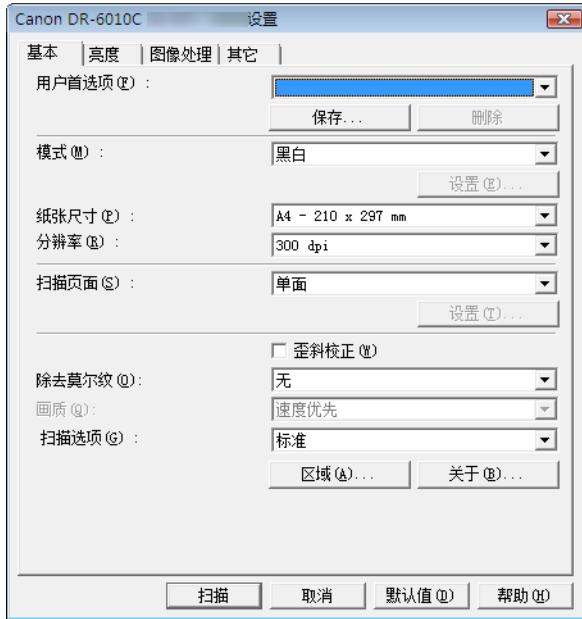 Canon DR-6010C 设置
基本 亮度 图像处理 其它
用户首选项(F) :
保存... 删除
模式(M) : 黑白
设置(E)...
纸张尺寸(P) : A4 - 210 x 297 mm
分辨率(R) : 300 dpi
扫描页面(S) : 单面
设置(T)...
歪斜校正(W)
除去莫尔纹(O): 无
画质(Q): 速度优先
扫描选项(G) : 标准
区域(A)... 关于(B)...
扫描 取消 默认值(D) 帮助(H)